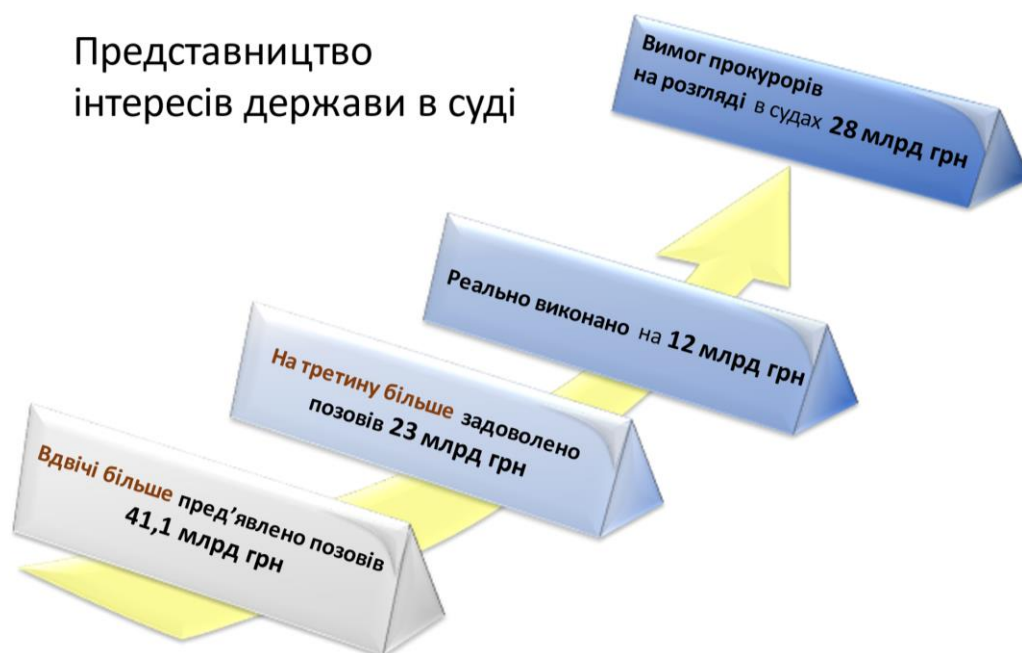 Представництво
інтересів держави в суді
Вимог прокурорів
на розгляді в судах 28 млрд грн
Реально виконано на 12 млрд грн
На третину більше задоволено
позовів 23 млрд грн
Вдвічі більше пред’явлено позовів
41,1 млрд грн